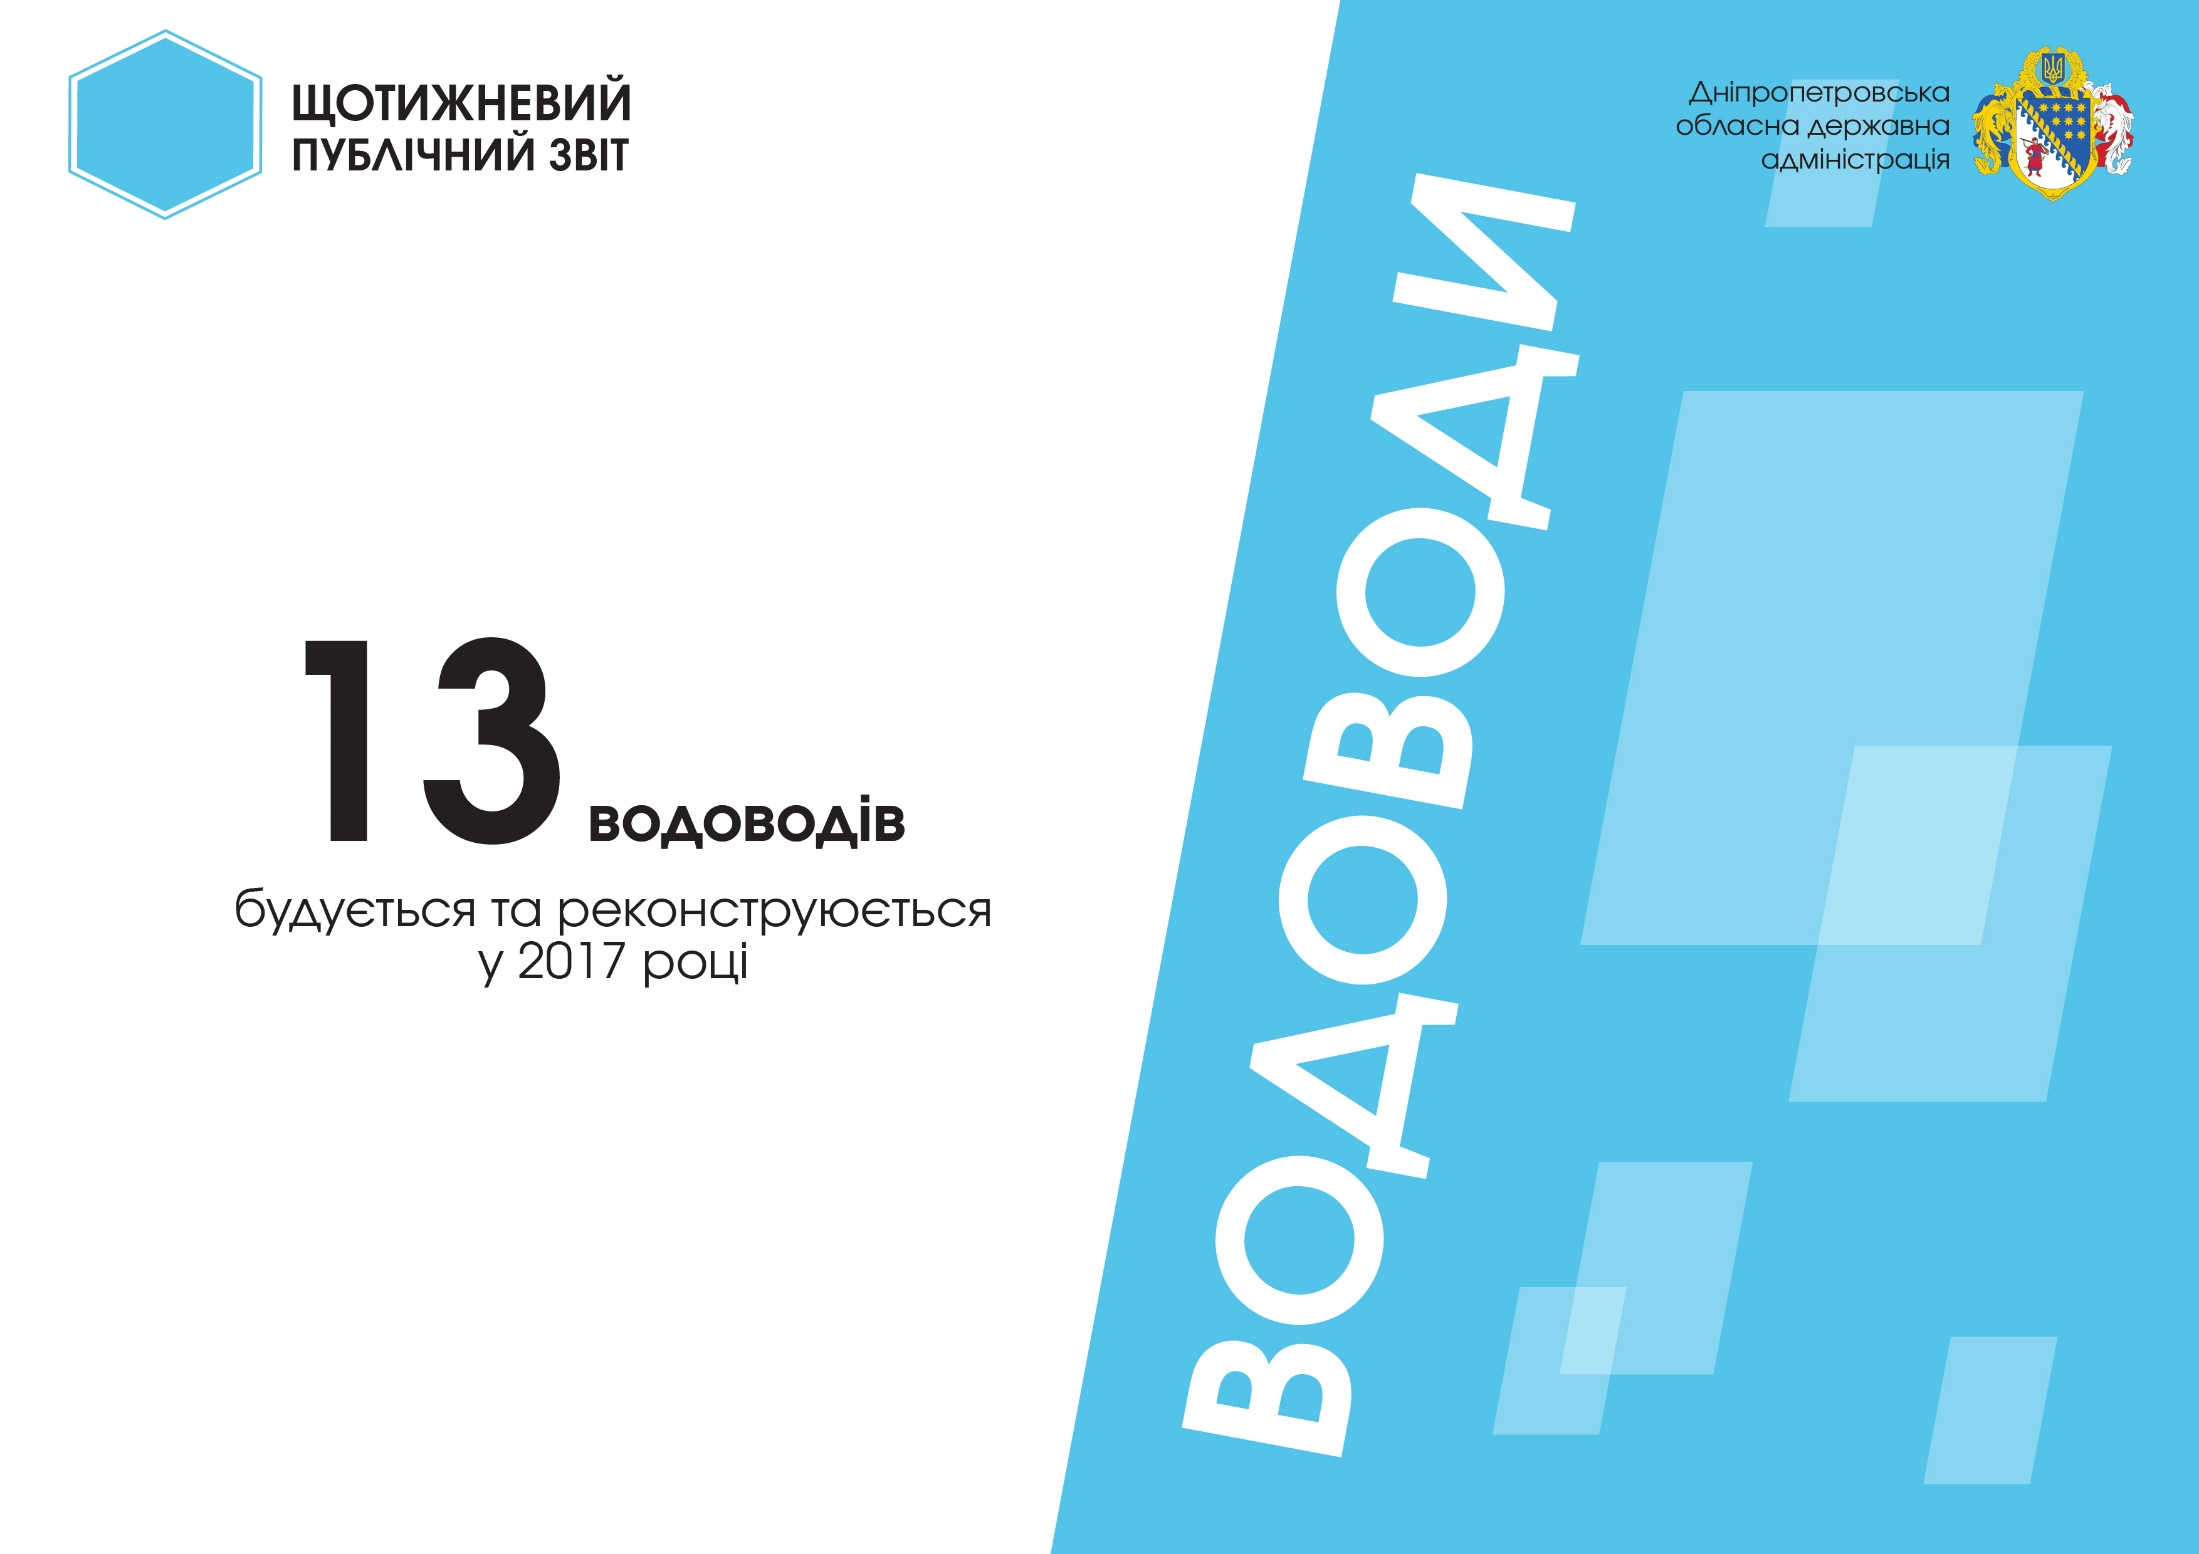 ЩОТИЖНЕВИЙ
ПУБЛІЧНИЙ ЗВІТ
Дніпропетровська
обласна державна
адміністрація
13 водоводів
будується та реконструюється
у 2017 році
ВОДОВОДИ